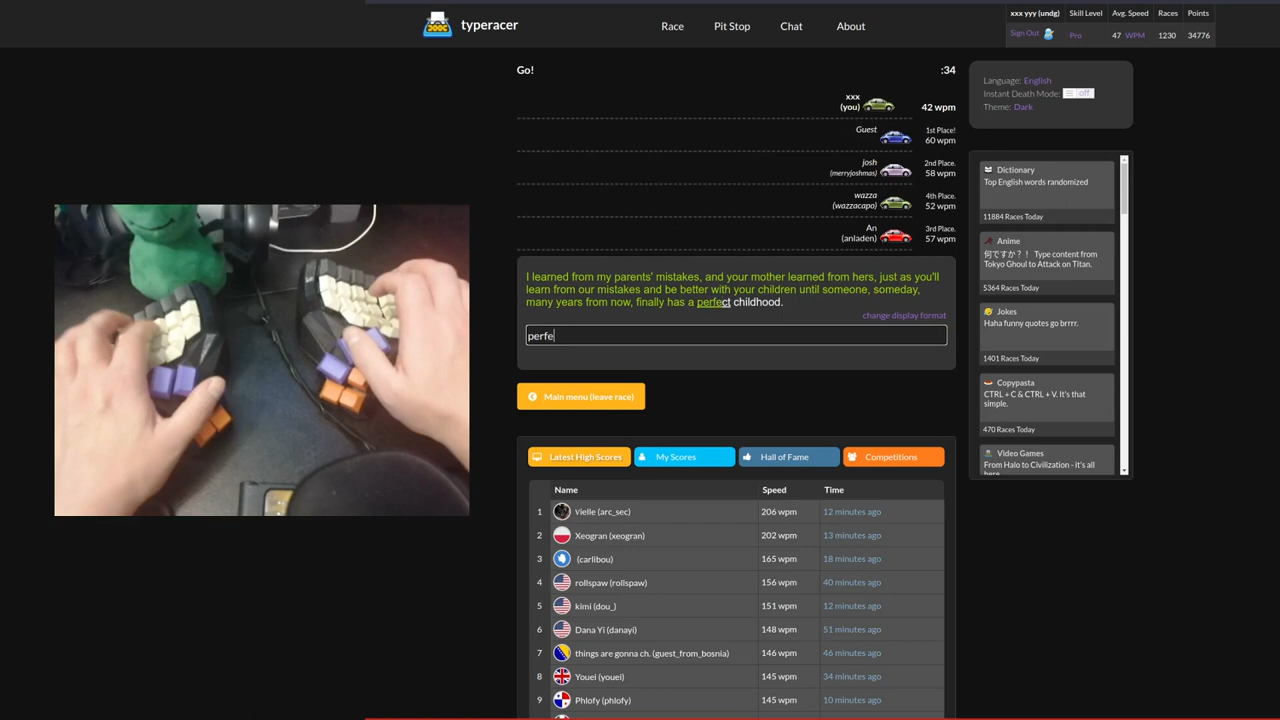 typeracer
Race
Pit Stop
Chat
About
xxx yyy (undg)
Skill Level
Avg. Speed
Races
Points
Sign Out
Pro
47 WPM
1230
34776
Go!
:34
xxx
(you)
42 wpm
Guest
1st Place!
60 wpm
josh
(merryjoshmas)
2nd Place.
58 wpm
wazza
(wazzacapo)
4th Place.
52 wpm
An
(anladen)
3rd Place.
57 wpm
I learned from my parents' mistakes, and your mother learned from hers, just as you'll
learn from our mistakes and be better with your children until someone, someday,
many years from now, finally has a perfect childhood.
change display format
perfe
Main menu (leave race)
Latest High Scores
My Scores
Hall of Fame
Competitions
Name
Speed
Time
1 Vielle (arc_sec) 206 wpm 12 minutes ago
2 Xeogran (xeogran) 202 wpm 13 minutes ago
3 (carlibou) 165 wpm 18 minutes ago
4 rollspaw (rollspaw) 156 wpm 40 minutes ago
5 kimi (dou_) 151 wpm 12 minutes ago
6 Dana Yi (danayi) 148 wpm 51 minutes ago
7 things are gonna ch. (guest_from_bosnia) 146 wpm 46 minutes ago
8 Youei (youei) 145 wpm 34 minutes ago
9 Phlofy (phlofy) 145 wpm 10 minutes ago
Language: English
Instant Death Mode: off
Theme: Dark
Dictionary
Top English words randomized
11884 Races Today
Anime
何ですか？！ Type content from
Tokyo Ghoul to Attack on Titan.
5364 Races Today
Jokes
Haha funny quotes go brrrr.
1401 Races Today
Copypasta
CTRL + C & CTRL + V. It's that
simple.
470 Races Today
Video Games
From Halo to Civilization - it's all
here